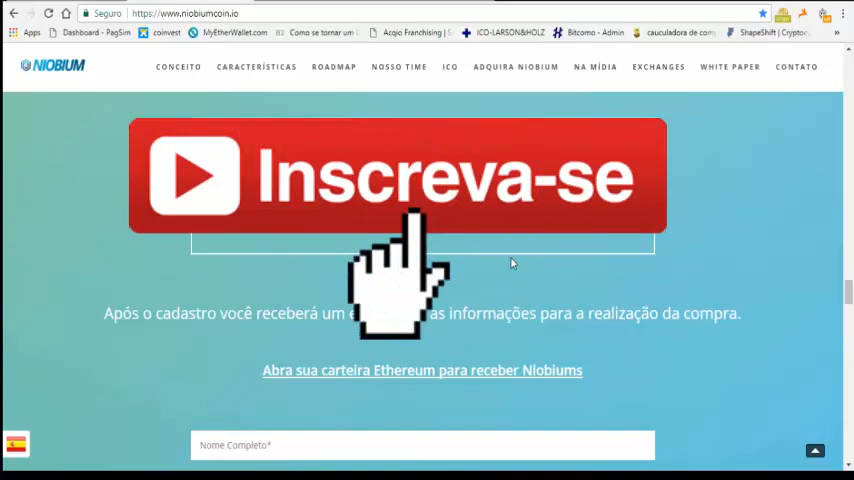 Seguro https://www.niobiumcoin.io
Apps Dashboard - PagSim coinvest MyEtherWallet.com Como se tornar um C Acqio Franchising | S ICO-LARSON&HOLZ Bitcomo - Admin cauculadora de com ShapeShift | Cryptoc »
NIOBIUM CONCEITO CARACTERÍSTICAS ROADMAP NOSSO TIME ICO ADQUIRA NIOBIUM NA MÍDIA EXCHANGES WHITE PAPER CONTATO
Inscreva-se
Após o cadastro você receberá um as informações para a realização da compra.
Abra sua carteira Ethereum para receber Niobiums
Nome Completo*